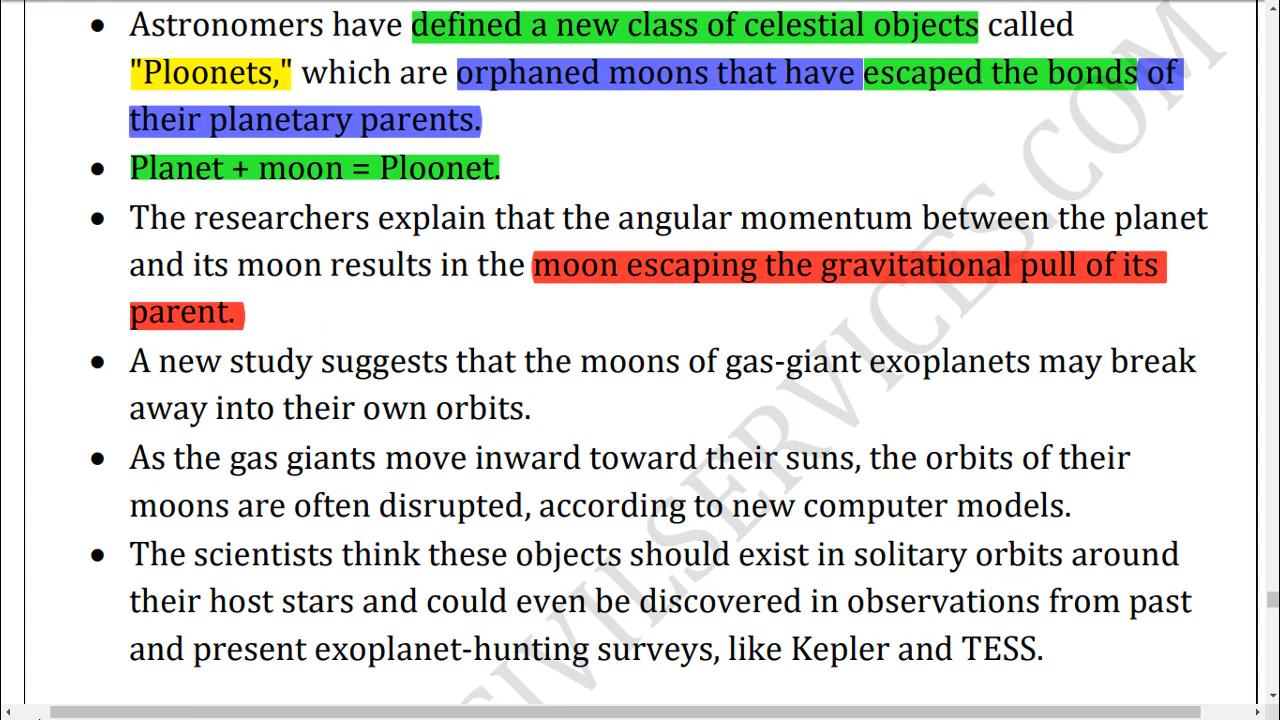 • Astronomers have defined a new class of celestial objects called
"Ploonets," which are orphaned moons that have escaped the bonds of
their planetary parents.
• Planet + moon = Ploonet.
• The researchers explain that the angular momentum between the planet
and its moon results in the moon escaping the gravitational pull of its
parent.
• A new study suggests that the moons of gas-giant exoplanets may break
away into their own orbits.
• As the gas giants move inward toward their suns, the orbits of their
moons are often disrupted, according to new computer models.
• The scientists think these objects should exist in solitary orbits around
their host stars and could even be discovered in observations from past
and present exoplanet-hunting surveys, like Kepler and TESS.
CIVILSERVICES.COM